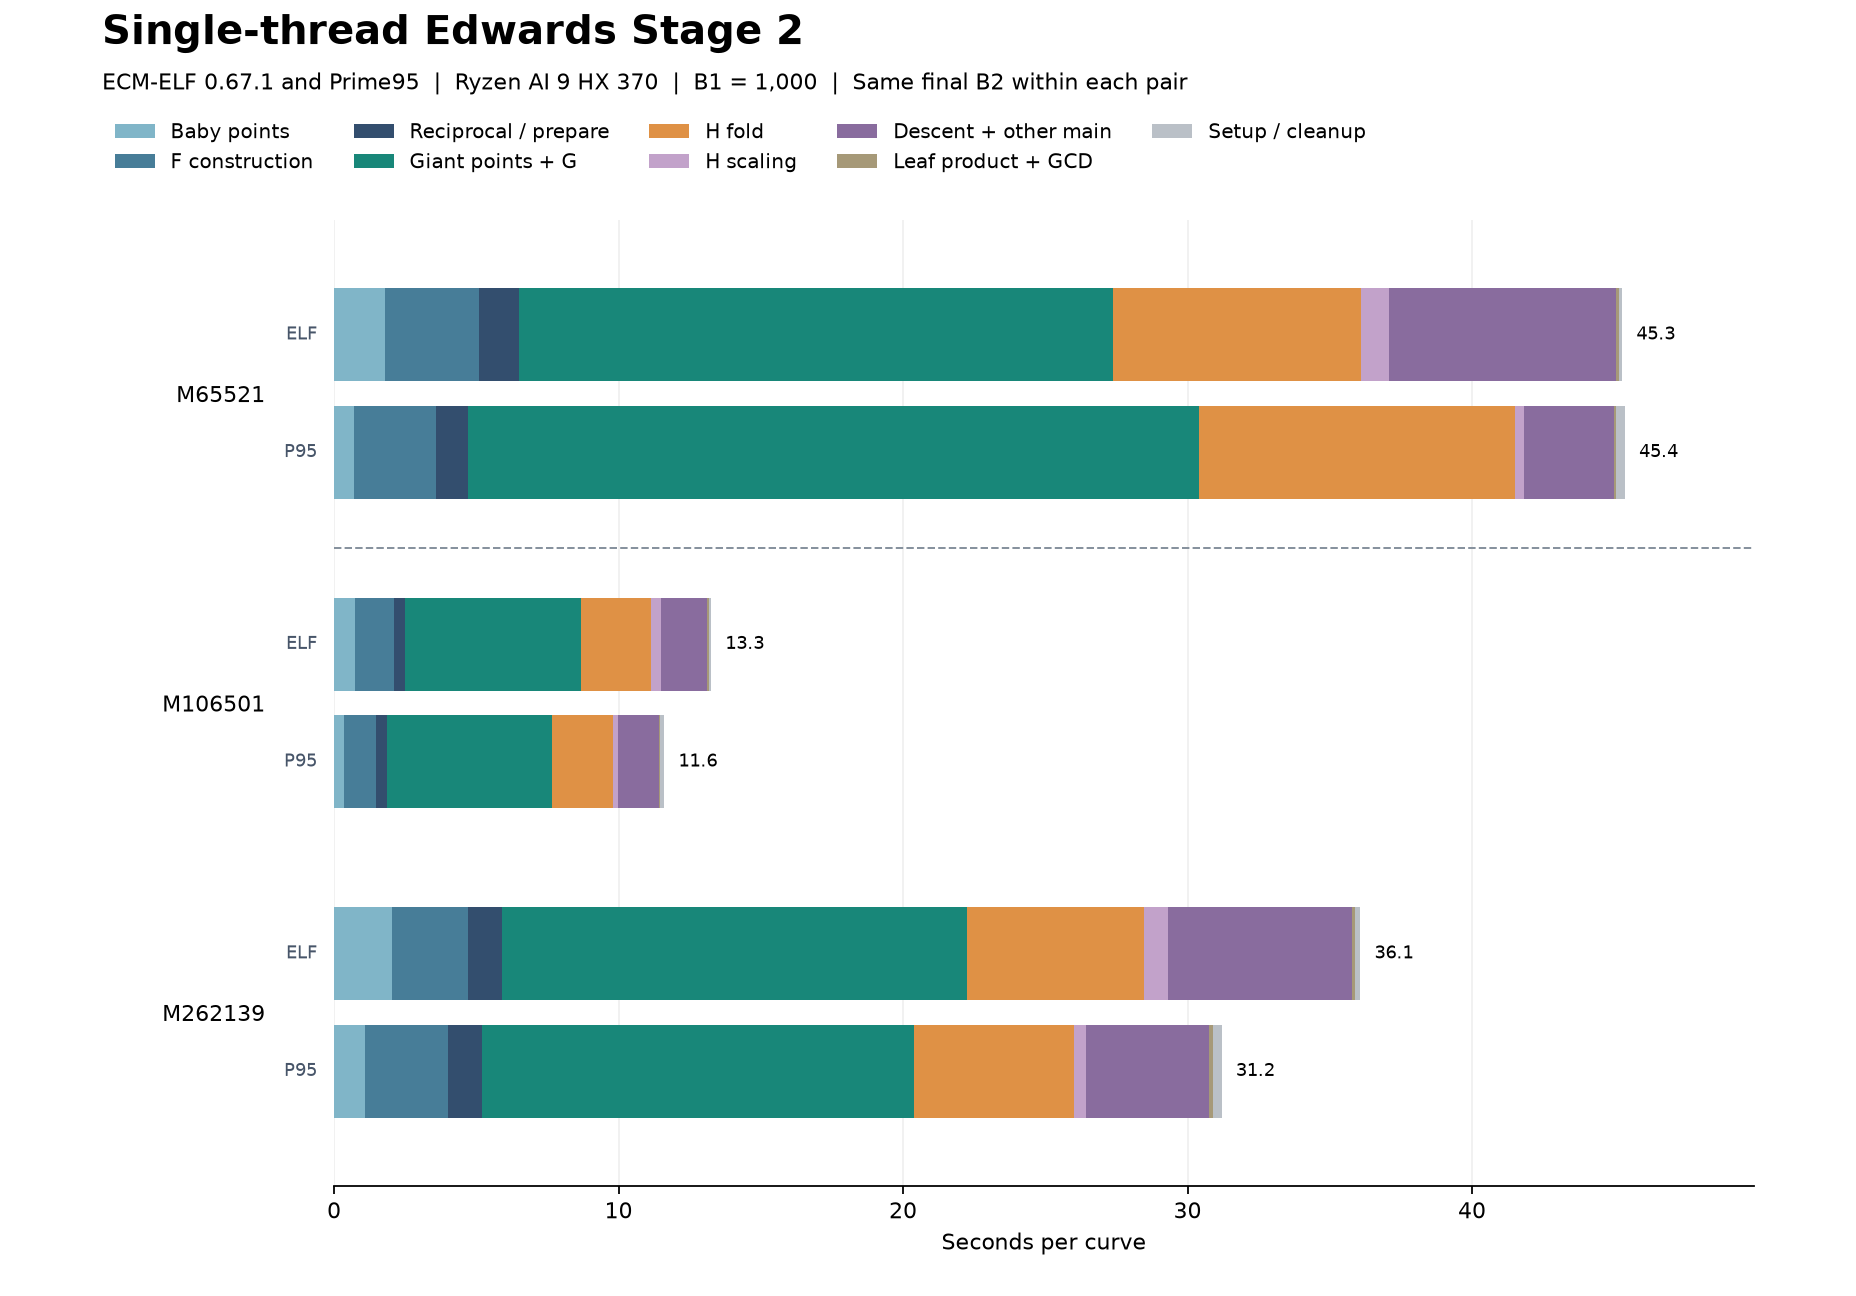 Single-thread Edwards Stage 2
ECM-ELF 0.67.1 and Prime95 | Ryzen AI 9 HX 370 | B1 = 1,000 | Same final B2 within each pair
Baby points Reciprocal / prepare H fold Descent + other main Setup / cleanup
F construction Giant points + G H scaling Leaf product + GCD
ELF 45.3
M65521
P95 45.4
ELF 13.3
M106501
P95 11.6
ELF 36.1
M262139
P95 31.2
0 10 20 30 40
Seconds per curve